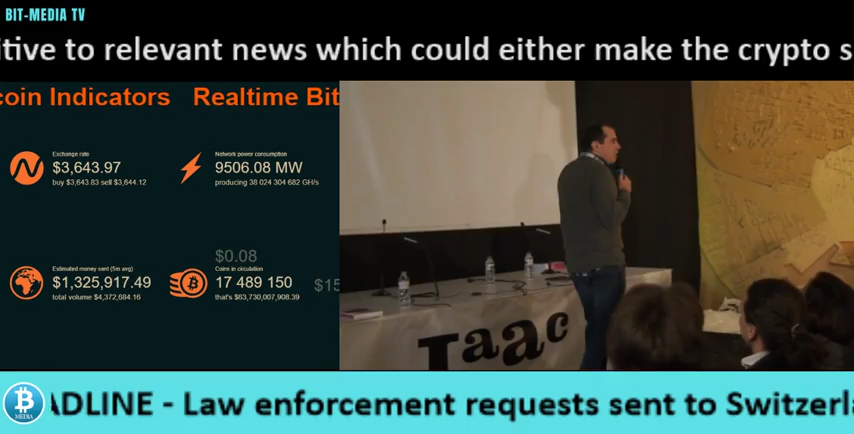 BIT-MEDIA TV
itive to relevant news which could either make the crypto s
coin Indicators Realtime Bit
Exchange rate
$3,643.97
buy $3,643.83 sell $3,644.12
Network power consumption
9506.08 MW
producing 38 024 304 682 GH/s
Estimated money sent (5m avg)
$1,325,917.49
total volume $4,372,684.16
$0.08
Coins in circulation
17 489 150
that's $63,730,007,908.39
$15
Taac
B
MEDIA
ADLINE - Law enforcement requests sent to Switzerla